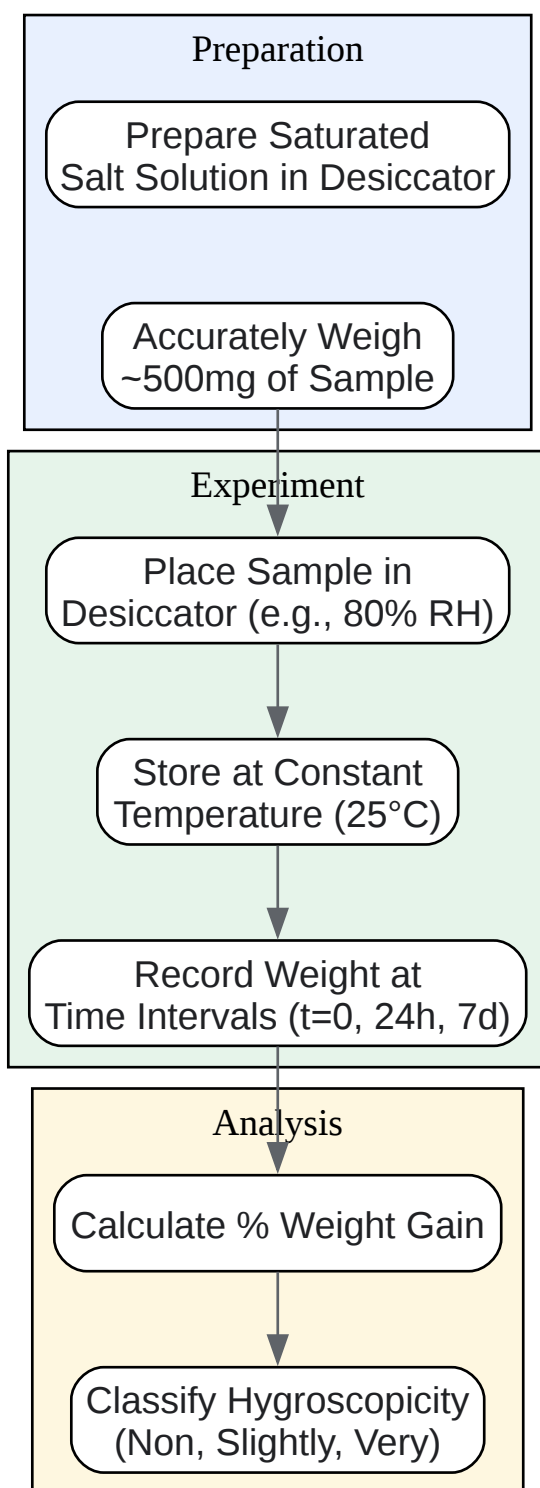 Preparation
Prepare Saturated
Salt Solution in Desiccator
Accurately Weigh
~500mg of Sample
Experiment
Place Sample in
Desiccator (e.g., 80% RH)
Store at Constant
Temperature (25°C)
Record Weight at
Time Intervals (t=0, 24h, 7d)
Analysis
Calculate % Weight Gain
Classify Hygroscopicity
(Non, Slightly, Very)